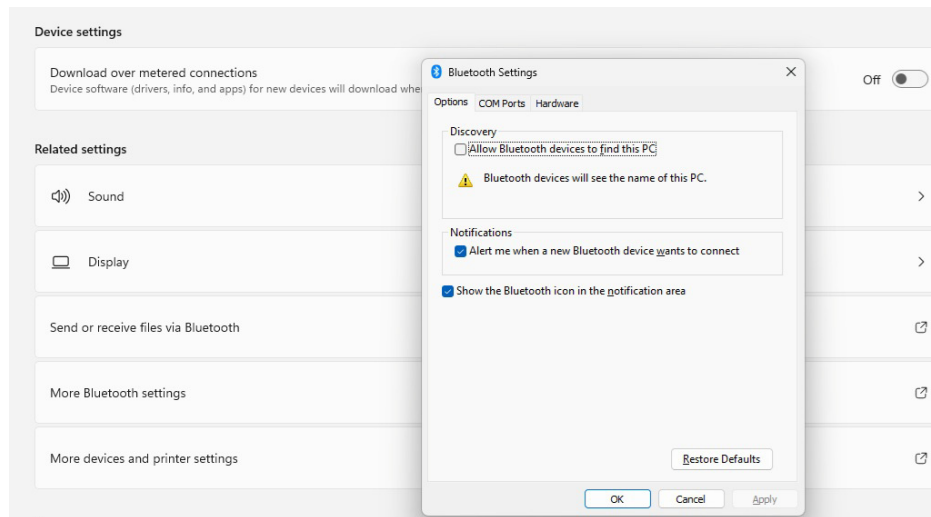 Device settings
Download over metered connections
Device software (drivers, info, and apps) for new devices will download
Off
Related settings
Sound
Display
Send or receive files via Bluetooth
More Bluetooth settings
More devices and printer settings
Bluetooth Settings
Options COM Ports Hardware
Discovery
Allow Bluetooth devices to find this PC
Bluetooth devices will see the name of this PC.
Notifications
Alert me when a new Bluetooth device wants to connect
Show the Bluetooth icon in the notification area
Restore Defaults
OK Cancel Apply